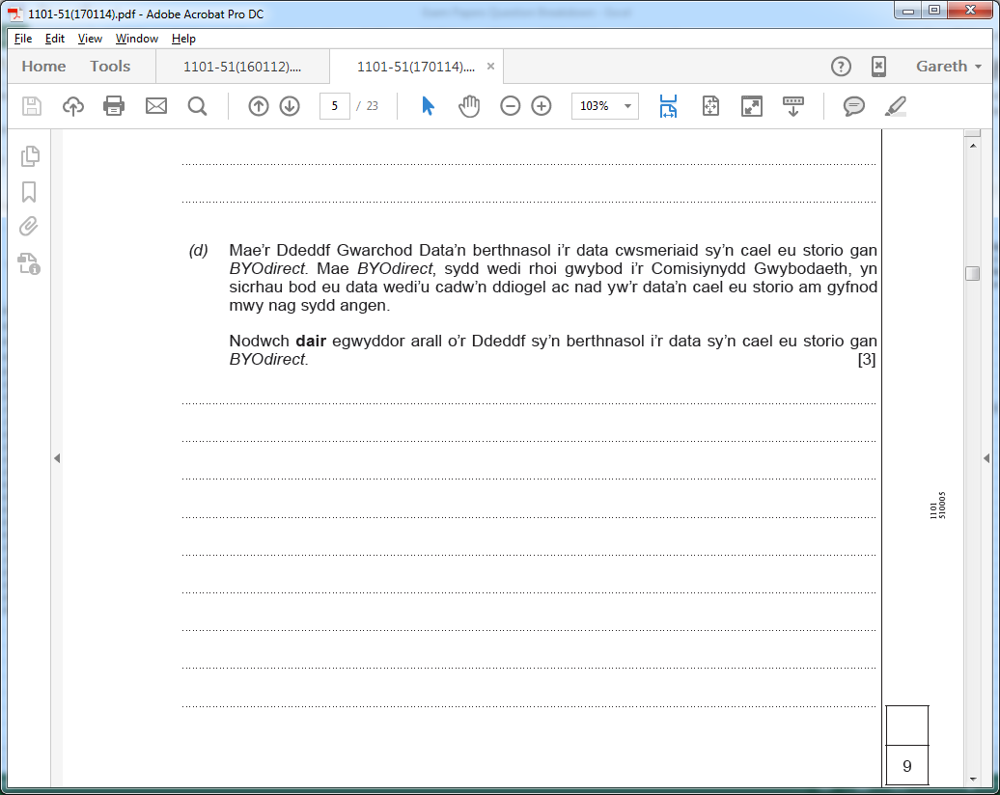 1101-51(170114).pdf - Adobe Acrobat Pro DC
File Edit View Window Help
Home Tools 1101-51(160112).... 1101-51(170114).... × Gareth
5 / 23 103%
(d) Mae'r Ddeddf Gwarchod Data'n berthnasol i'r data cwsmeriaid sy'n cael eu storio gan
BYOdirect. Mae BYOdirect, sydd wedi rhoi gwybod i'r Comisiynydd Gwybodaeth, yn
sicrhau bod eu data wedi'u cadw'n ddiogel ac nad yw'r data'n cael eu storio am gyfnod
mwy nag sydd angen.
Nodwch dair egwyddor arall o'r Ddeddf sy'n berthnasol i'r data sy'n cael eu storio gan
BYOdirect. [3]
1101
510005
9